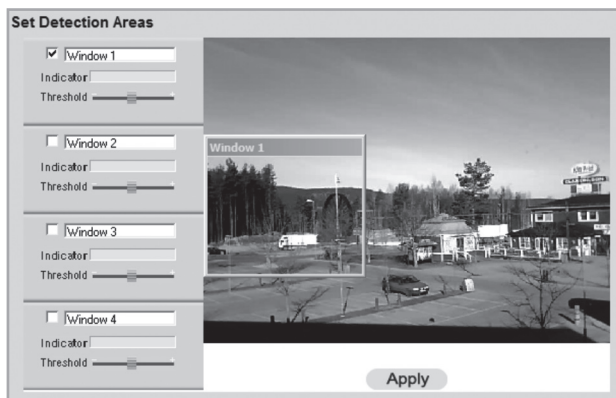 Set Detection Areas
Window 1
Indicator
Threshold
Window 2
Indicator
Threshold
Window 3
Indicator
Threshold
Window 4
Indicator
Threshold
Window 1
Apply